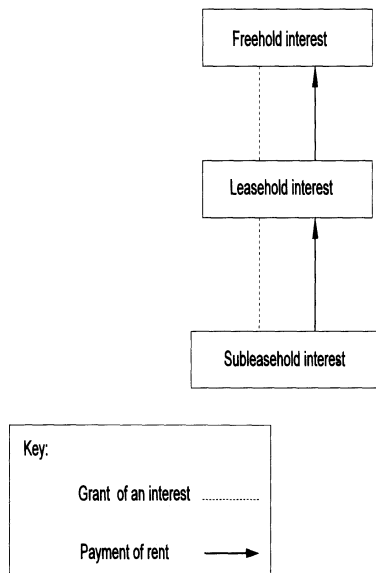 Freehold interest
Leasehold interest
Subleasehold interest
Key:
Grant of an interest
Payment of rent